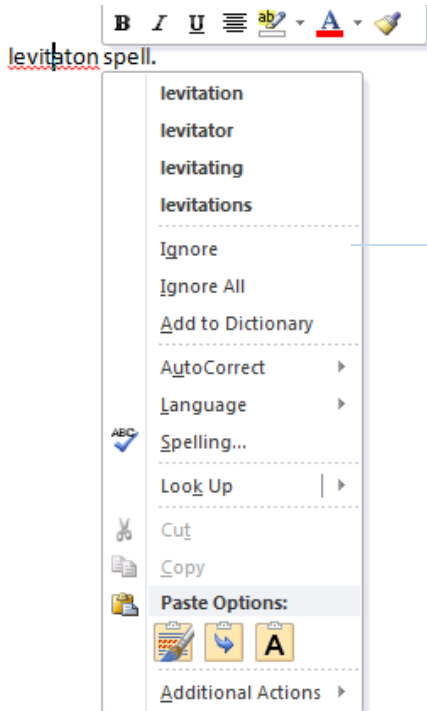 B I U ab A
levitaton spell.
levitation
levitator
levitating
levitations
Ignore
Ignore All
Add to Dictionary
AutoCorrect
Language
ABC Spelling...
Look Up
Cut
Copy
Paste Options:
A
Additional Actions